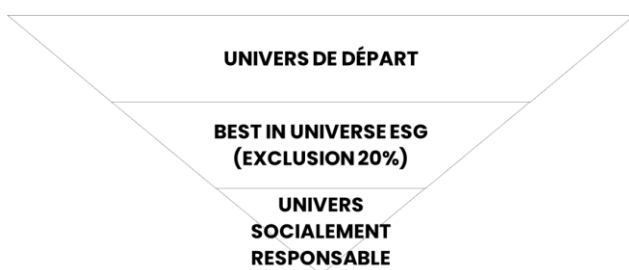 UNIVERS DE DÉPART
BEST IN UNIVERSE ESG
(EXCLUSION 20%)
UNIVERS
SOCIALEMENT
RESPONSABLE